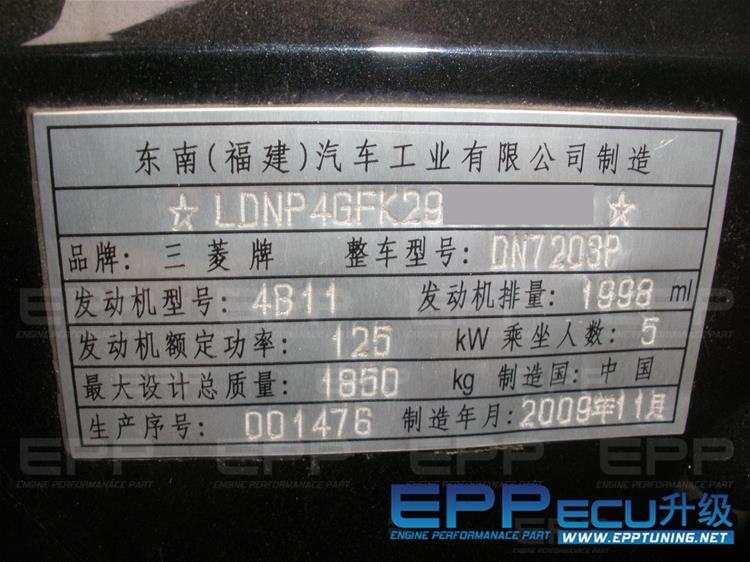 东南(福建)汽车工业有限公司制造
☆LDNP4GFK29 ☆
品牌: 三菱牌 整车型号: DN7203P
发动机型号: 4B11 发动机排量: 1998 ml
发动机额定功率: 125 kW 乘坐人数: 5
最大设计总质量: 1850 kg 制造国: 中国
生产序号: 001476 制造年月: 2009年11月
EPP ECU升级
ENGINE PERFORMANACE PART WWW.EPPTUNING.NET